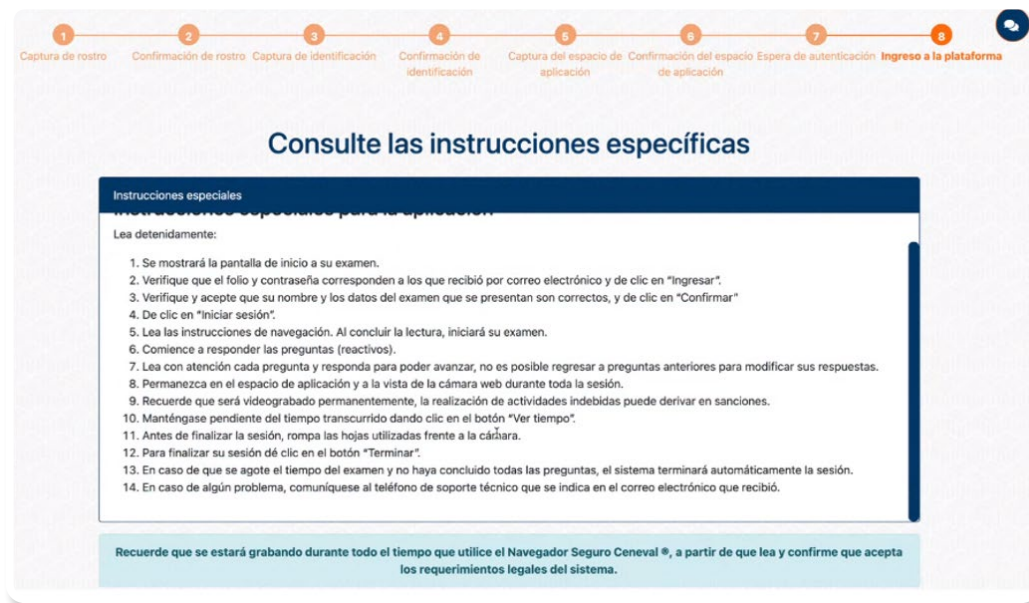 1 2 3 4 5 6 7 8
Captura de rostro Confirmación de rostro Captura de identificación Confirmación de identificación Captura del espacio de aplicación Confirmación del espacio de aplicación Espera de autenticación Ingreso a la plataforma
Consulte las instrucciones específicas
Instrucciones especiales
Instrucciones especiales para la aplicación
Lea detenidamente:
1. Se mostrará la pantalla de inicio a su examen.
2. Verifique que el folio y contraseña corresponden a los que recibió por correo electrónico y de clic en “Ingresar”.
3. Verifique y acepte que su nombre y los datos del examen que se presentan son correctos, y de clic en “Confirmar”
4. De clic en “Iniciar sesión”.
5. Lea las instrucciones de navegación. Al concluir la lectura, iniciará su examen.
6. Comience a responder las preguntas (reactivos).
7. Lea con atención cada pregunta y responda para poder avanzar, no es posible regresar a preguntas anteriores para modificar sus respuestas.
8. Permanezca en el espacio de aplicación y a la vista de la cámara web durante toda la sesión.
9. Recuerde que será videograbado permanentemente, la realización de actividades indebidas puede derivar en sanciones.
10. Manténgase pendiente del tiempo transcurrido dando clic en el botón “Ver tiempo”.
11. Antes de finalizar la sesión, rompa las hojas utilizadas frente a la cámara.
12. Para finalizar su sesión dé clic en el botón “Terminar”.
13. En caso de que se agote el tiempo del examen y no haya concluido todas las preguntas, el sistema terminará automáticamente la sesión.
14. En caso de algún problema, comuníquese al teléfono de soporte técnico que se indica en el correo electrónico que recibió.
Recuerde que se estará grabando durante todo el tiempo que utilice el Navegador Seguro Ceneval ®, a partir de que lea y confirme que acepta
los requerimientos legales del sistema.